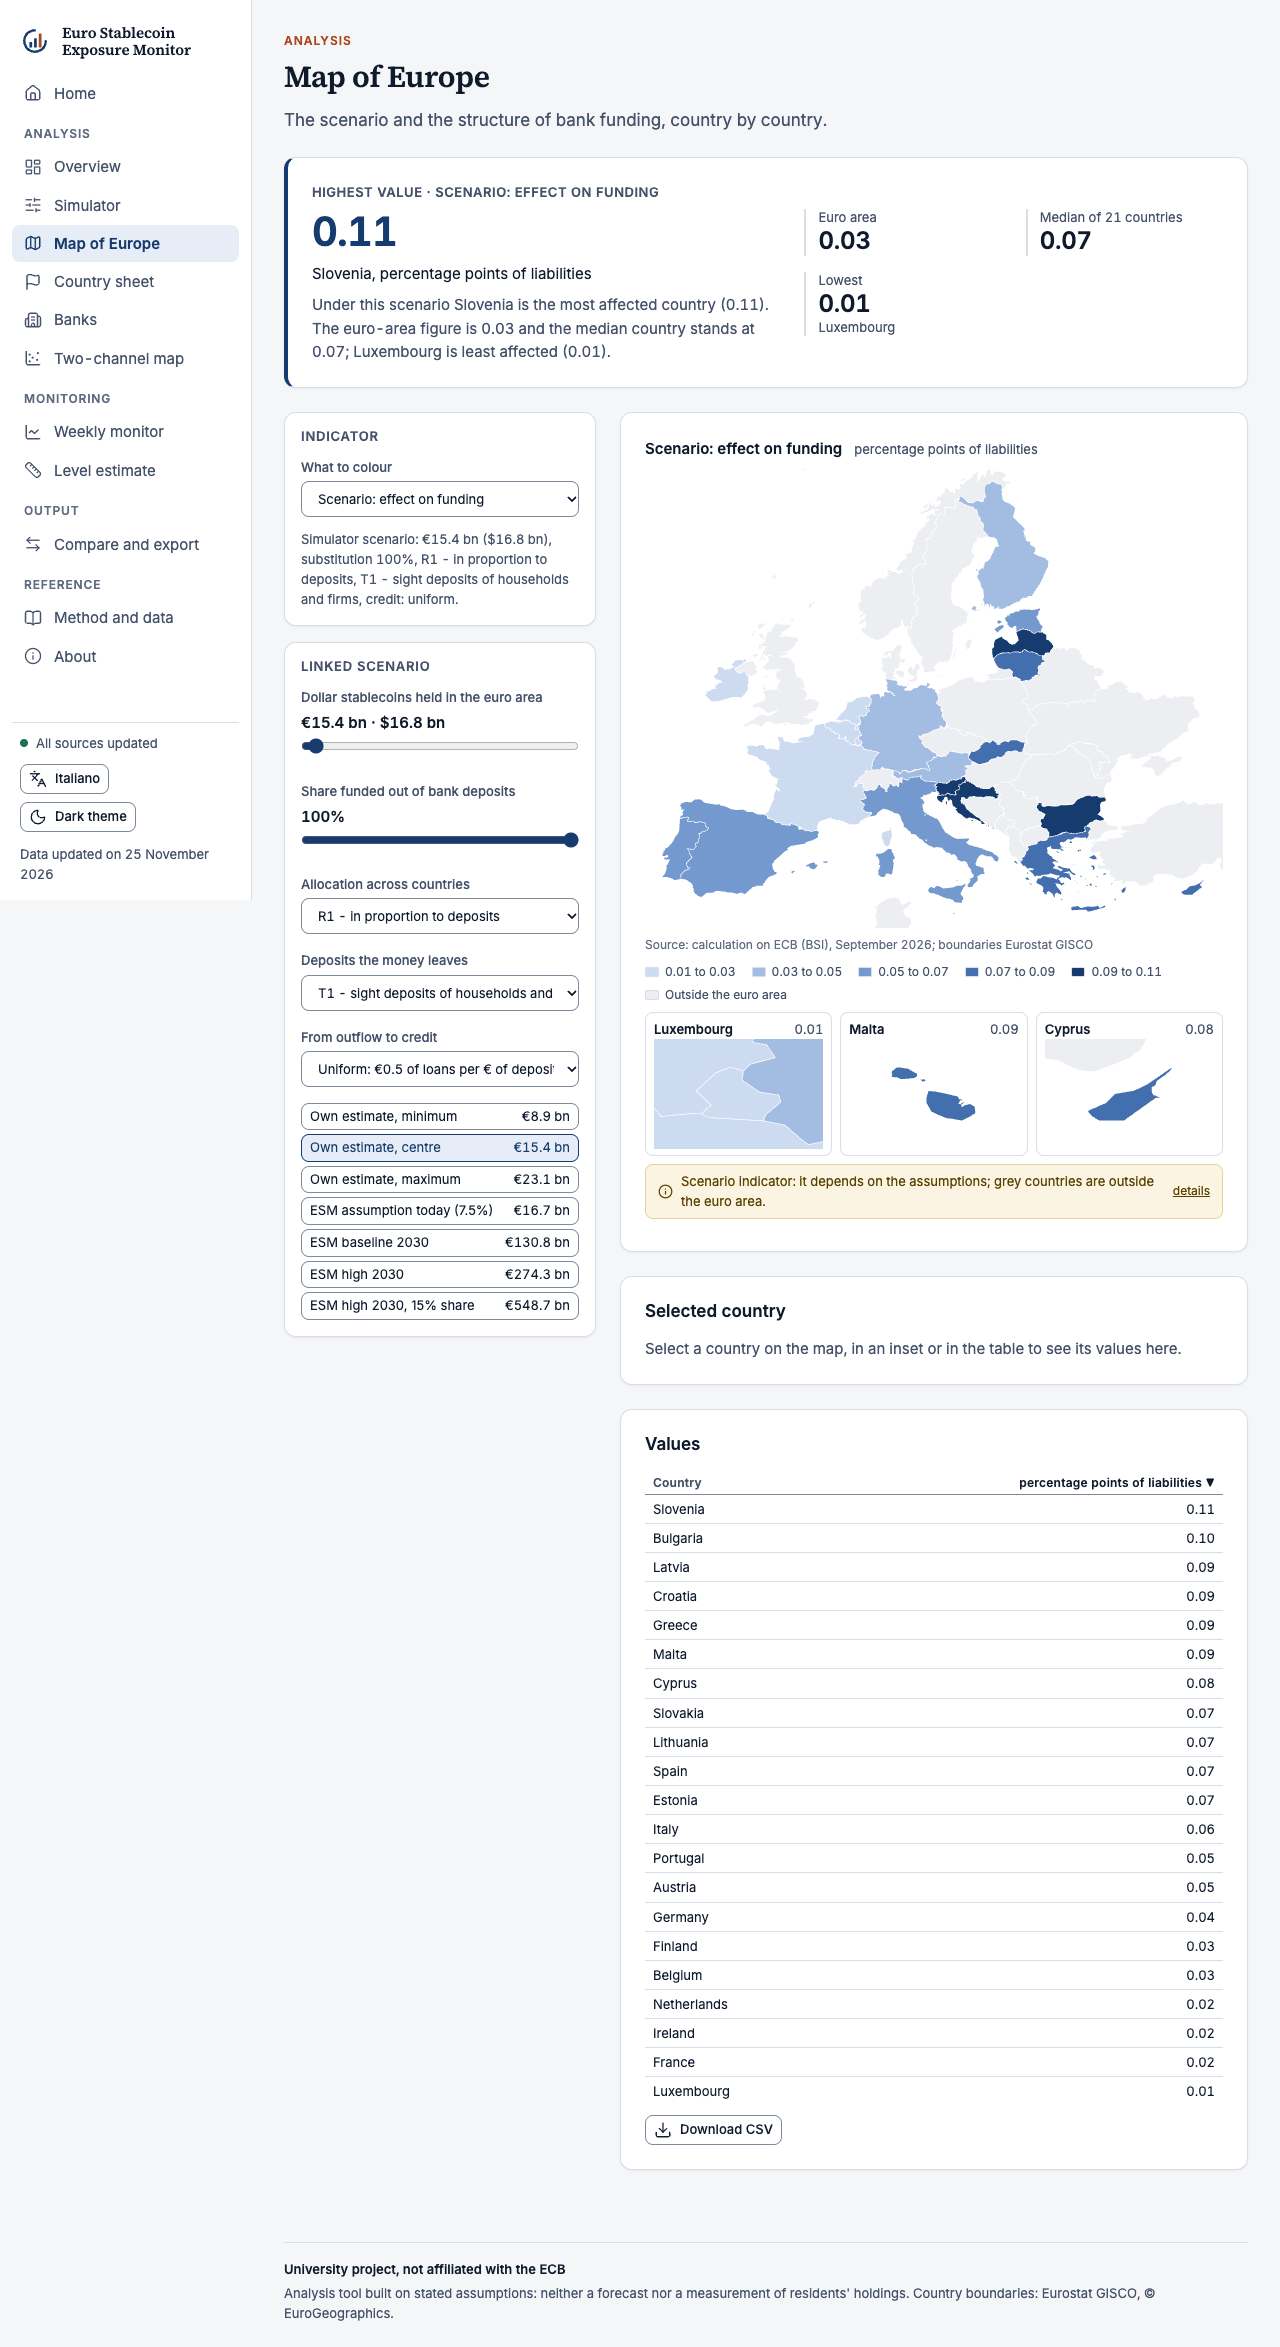 Euro Stablecoin
Exposure Monitor
Home
ANALYSIS
Overview
Simulator
Map of Europe
Country sheet
Banks
Two-channel map
MONITORING
Weekly monitor
Level estimate
OUTPUT
Compare and export
REFERENCE
Method and data
About
All sources updated
Italiano
Dark theme
Data updated on 25 November
2026
ANALYSIS
Map of Europe
The scenario and the structure of bank funding, country by country.
HIGHEST VALUE · SCENARIO: EFFECT ON FUNDING
0.11
Slovenia, percentage points of liabilities
Under this scenario Slovenia is the most affected country (0.11).
The euro-area figure is 0.03 and the median country stands at
0.07; Luxembourg is least affected (0.01).
Euro area
0.03
Median of 21 countries
0.07
Lowest
0.01
Luxembourg
INDICATOR
What to colour
Scenario: effect on funding
Simulator scenario: €15.4 bn ($16.8 bn),
substitution 100%, R1 - in proportion to
deposits, T1 - sight deposits of households
and firms, credit: uniform.
LINKED SCENARIO
Dollar stablecoins held in the euro area
€15.4 bn · $16.8 bn
Share funded out of bank deposits
100%
Allocation across countries
R1 - in proportion to deposits
Deposits the money leaves
T1 - sight deposits of households and
From outflow to credit
Uniform: €0.5 of loans per € of deposit
Own estimate, minimum €8.9 bn
Own estimate, centre €15.4 bn
Own estimate, maximum €23.1 bn
ESM assumption today (7.5%) €16.7 bn
ESM baseline 2030 €130.8 bn
ESM high 2030 €274.3 bn
ESM high 2030, 15% share €548.7 bn
Scenario: effect on funding percentage points of liabilities
Source: calculation on ECB (BSI), September 2026; boundaries Eurostat GISCO
0.01 to 0.03 0.03 to 0.05 0.05 to 0.07 0.07 to 0.09 0.09 to 0.11
Outside the euro area
Luxembourg 0.01
Malta 0.09
Cyprus 0.08
Scenario indicator: it depends on the assumptions; grey countries are outside
the euro area.
details
Selected country
Select a country on the map, in an inset or in the table to see its values here.
Values
Country percentage points of liabilities ▼
Slovenia 0.11
Bulgaria 0.10
Latvia 0.09
Croatia 0.09
Greece 0.09
Malta 0.09
Cyprus 0.08
Slovakia 0.07
Lithuania 0.07
Spain 0.07
Estonia 0.07
Italy 0.06
Portugal 0.05
Austria 0.05
Germany 0.04
Finland 0.03
Belgium 0.03
Netherlands 0.02
Ireland 0.02
France 0.02
Luxembourg 0.01
Download CSV
University project, not affiliated with the ECB
Analysis tool built on stated assumptions: neither a forecast nor a measurement of residents' holdings. Country boundaries: Eurostat GISCO, ©
EuroGeographics.